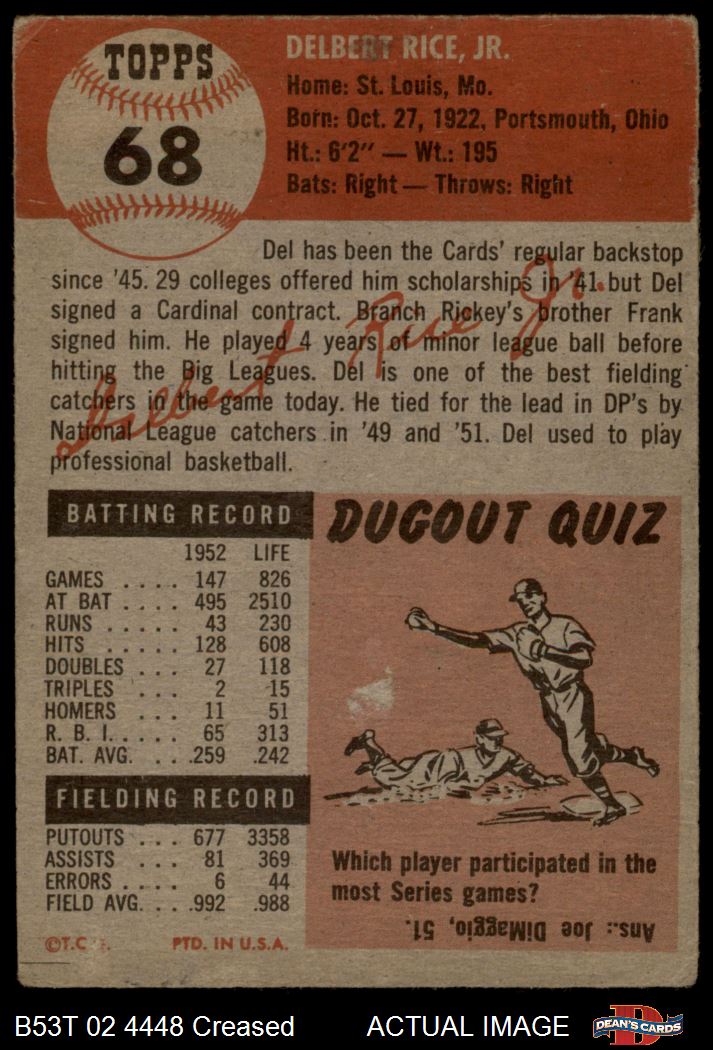 TOPPS
68
DELBERT RICE, JR.
Home: St. Louis, Mo.
Born: Oct. 27, 1922, Portsmouth, Ohio
Ht.: 6'2" — Wt.: 195
Bats: Right — Throws: Right
Del has been the Cards' regular backstop
since '45. 29 colleges offered him scholarships in '41 but Del
signed a Cardinal contract. Branch Rickey's brother Frank
signed him. He played 4 years of minor league ball before
hitting the Big Leagues. Del is one of the best fielding
catchers in the game today. He tied for the lead in DP's by
National League catchers in '49 and '51. Del used to play
professional basketball.
Delbert Rice Jr.
BATTING RECORD
1952 LIFE
GAMES .... 147 826
AT BAT .... 495 2510
RUNS ..... 43 230
HITS ..... 128 608
DOUBLES ... 27 118
TRIPLES ... 2 15
HOMERS ... 11 51
R. B. I. .... 65 313
BAT. AVG. ... .259 .242
FIELDING RECORD
PUTOUTS ... 677 3358
ASSISTS ... 81 369
ERRORS .... 6 44
FIELD AVG. .. .992 .988
©T.C.G. PTD. IN U.S.A.
DUGOUT QUIZ
Which player participated in the
most Series games?
Ans.: Joe DiMaggio, 51.
B53T 02 4448 Creased ACTUAL IMAGE
D
DEAN'S CARDS